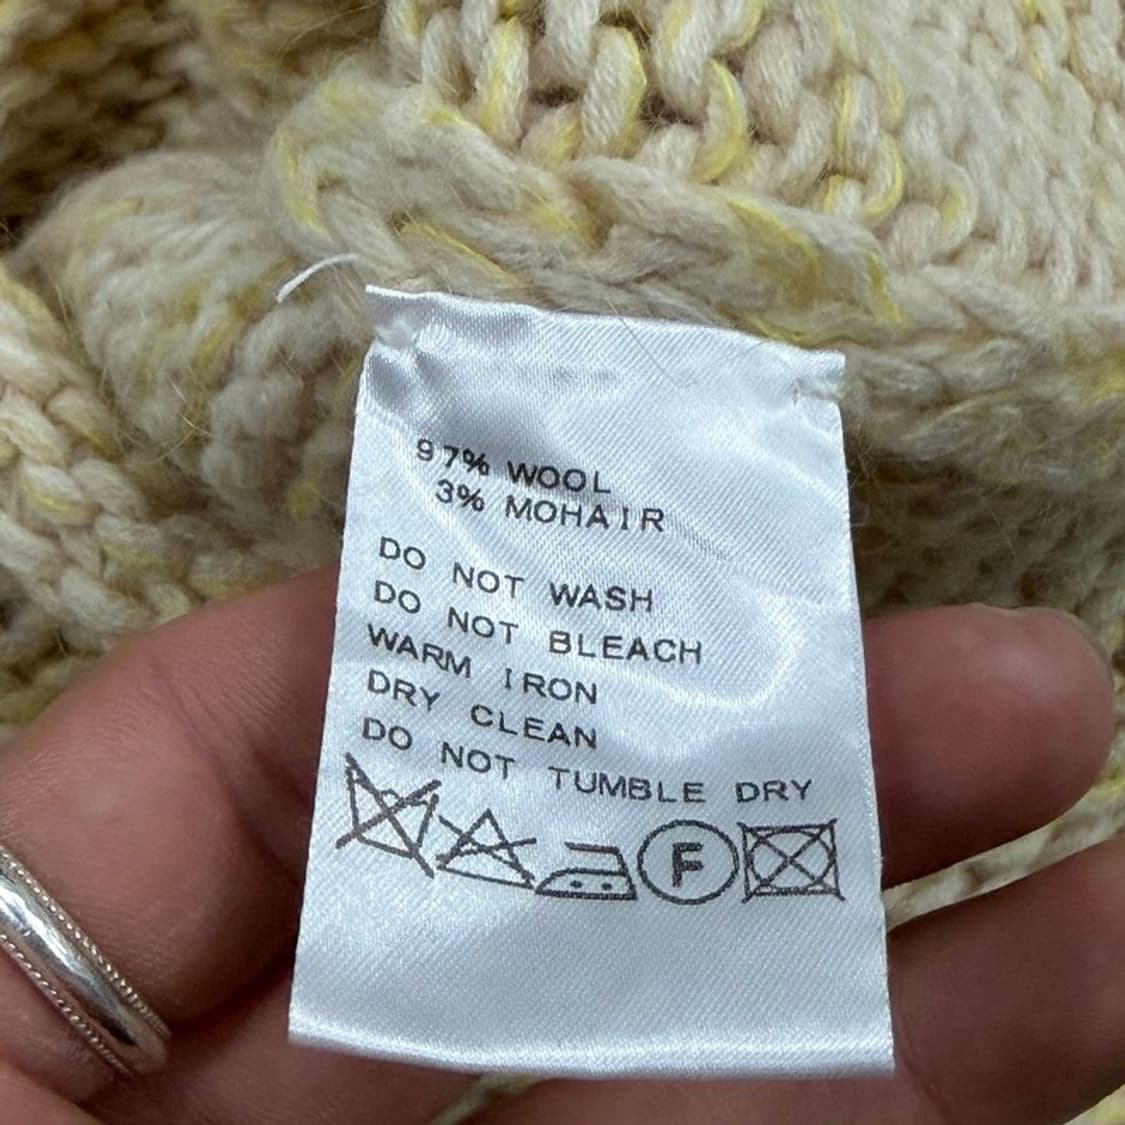 97% WOOL
3% MOHAIR
DO NOT WASH
DO NOT BLEACH
WARM IRON
DRY CLEAN
DO NOT TUMBLE DRY
F